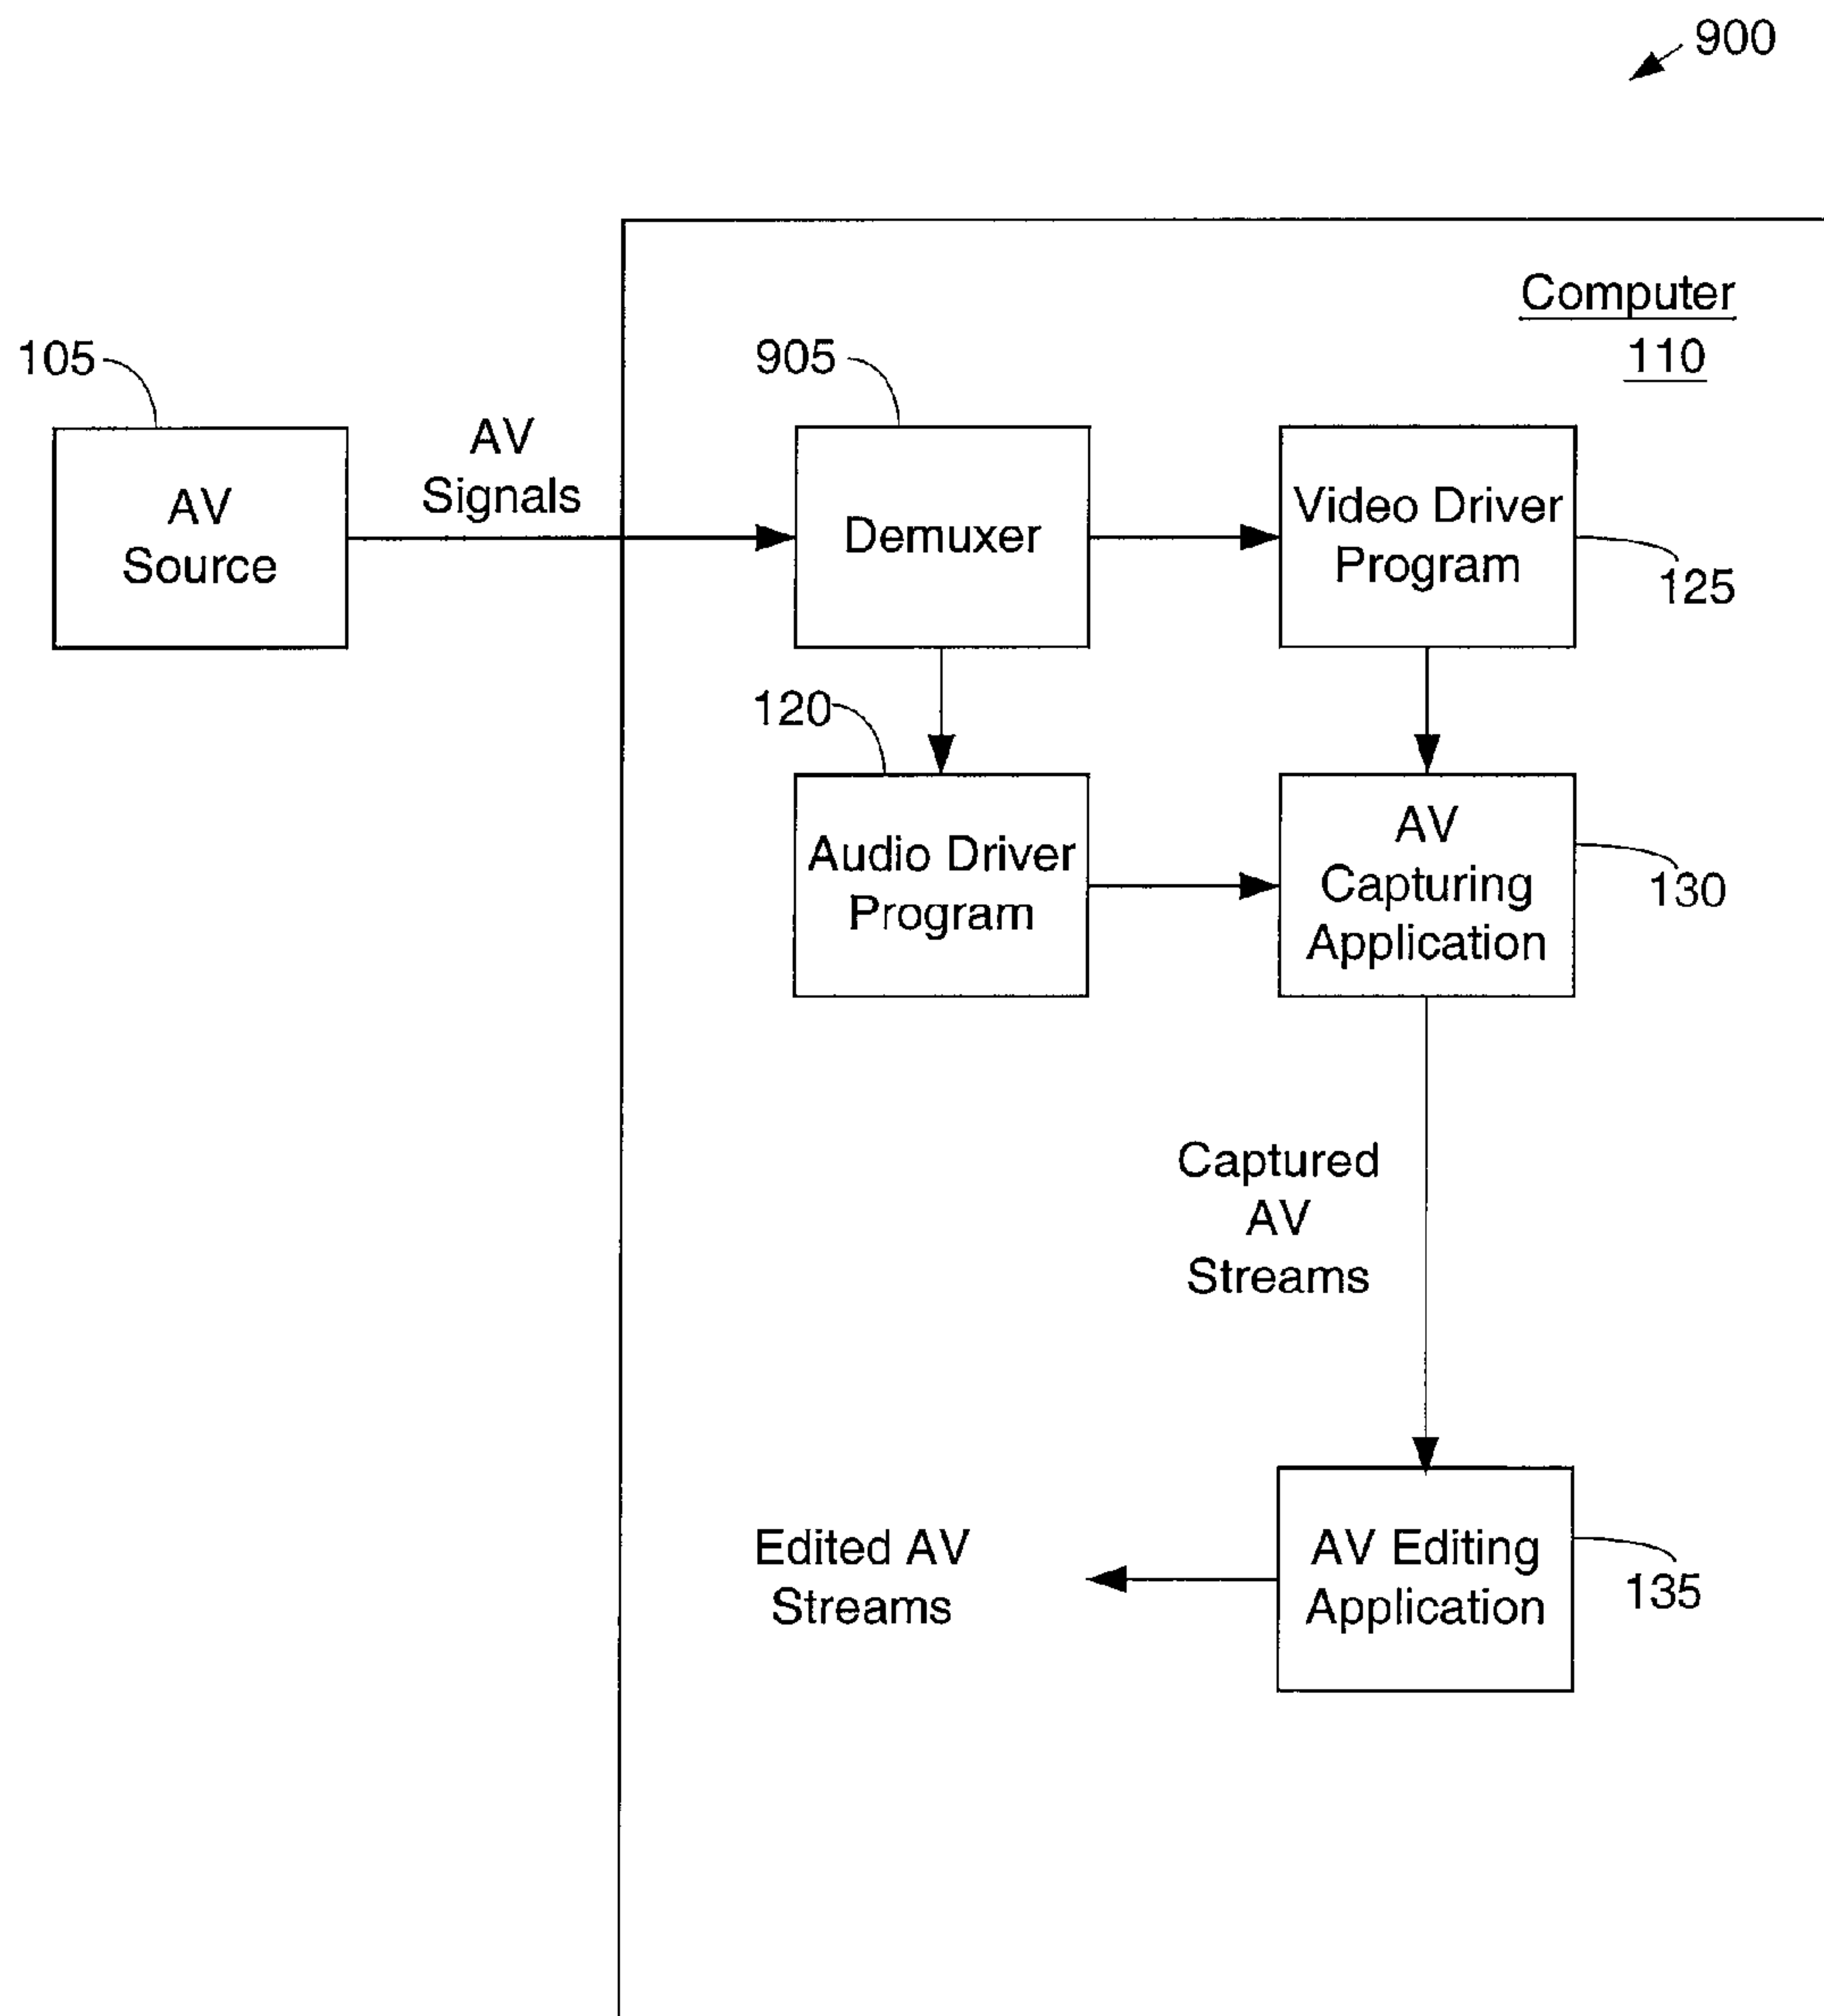 900
Computer
110
105
905
AV
Signals
AV
Source
Demuxer
Video Driver
Program
125
120
Audio Driver
Program
AV
Capturing
Application
130
Captured
AV
Streams
Edited AV
Streams
AV Editing
Application
135